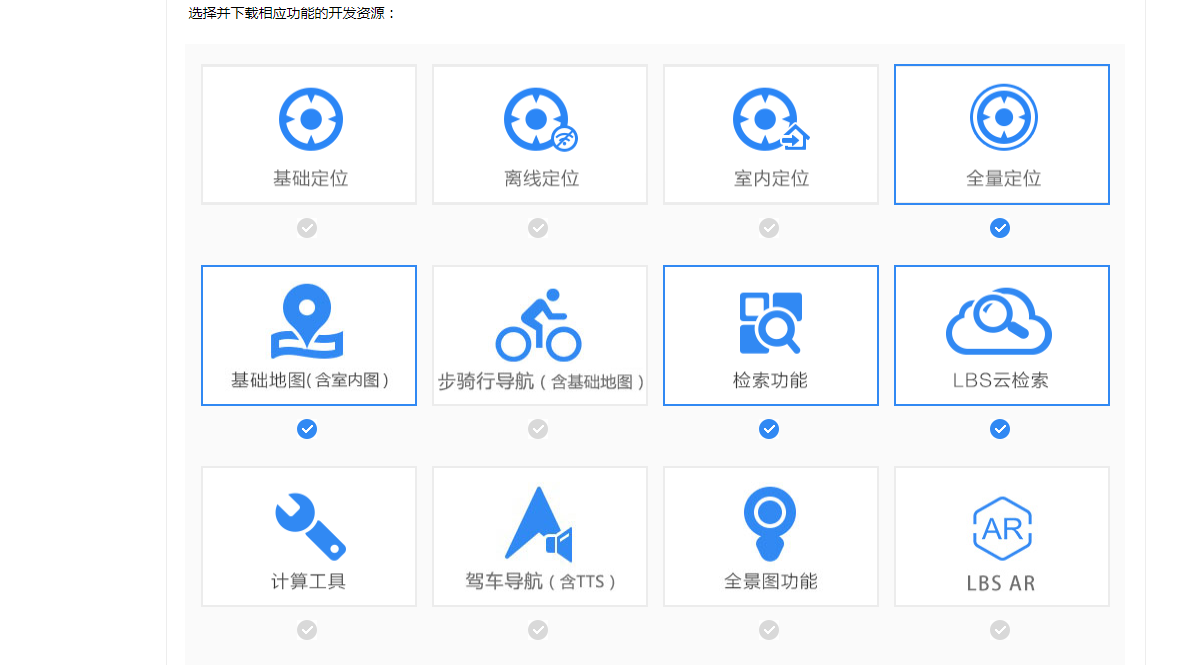 选择并下载相应功能的开发资源：
基础定位
离线定位
室内定位
全量定位
基础地图(含室内图)
步骑行导航(含基础地图)
检索功能
LBS云检索
计算工具
驾车导航(含TTS)
全景图功能
AR
LBS AR